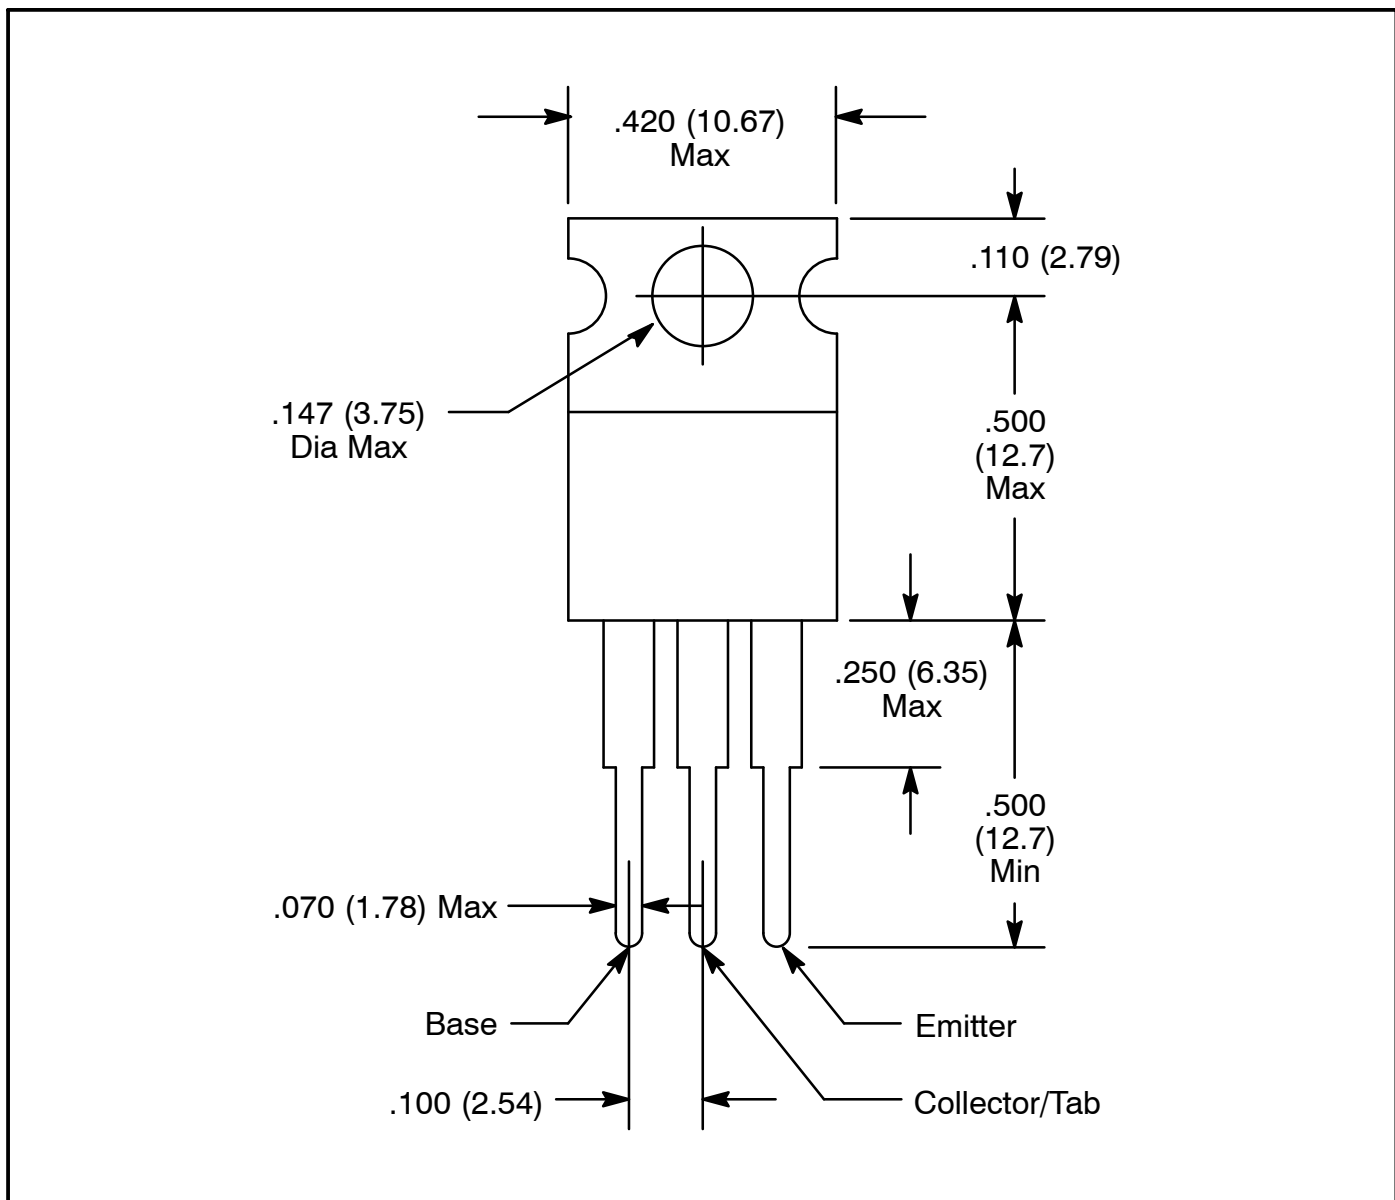 .420 (10.67)
Max
.110 (2.79)
.147 (3.75)
Dia Max
.500
(12.7)
Max
.250 (6.35)
Max
.500
(12.7)
Min
.070 (1.78) Max
Base
Emitter
.100 (2.54)
Collector/Tab